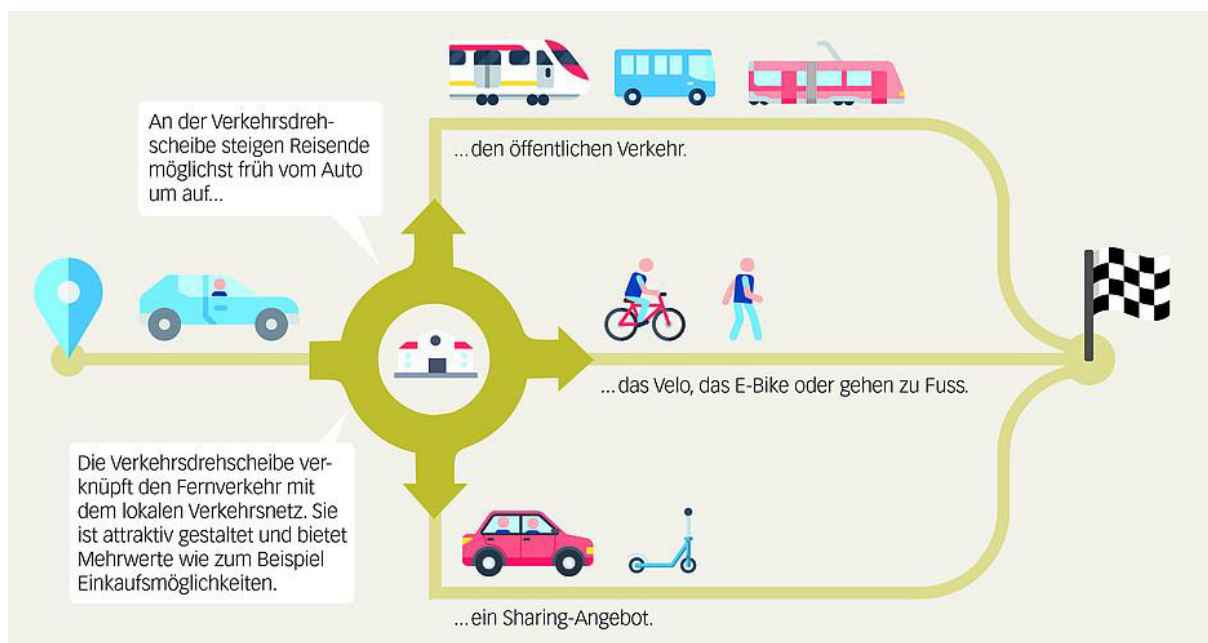 An der Verkehrsdreh-
scheibe steigen Reisende
möglichst früh vom Auto
um auf...
...den öffentlichen Verkehr.
...das Velo, das E-Bike oder gehen zu Fuss.
Die Verkehrsdrehscheibe ver-
knüpft den Fernverkehr mit
dem lokalen Verkehrsnetz. Sie
ist attraktiv gestaltet und bietet
Mehrwerte wie zum Beispiel
Einkaufsmöglichkeiten.
...ein Sharing-Angebot.